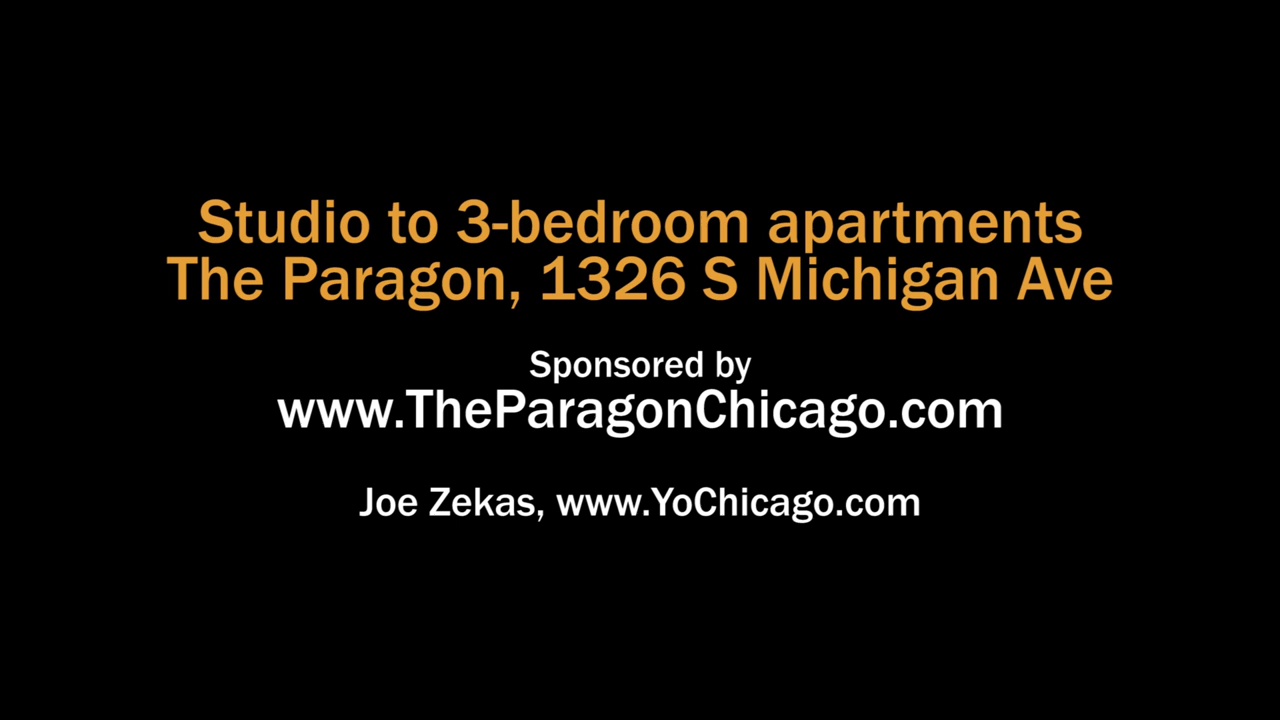 Studio to 3-bedroom apartments
The Paragon, 1326 S Michigan Ave
Sponsored by
www.TheParagonChicago.com
Joe Zekas, www.YoChicago.com